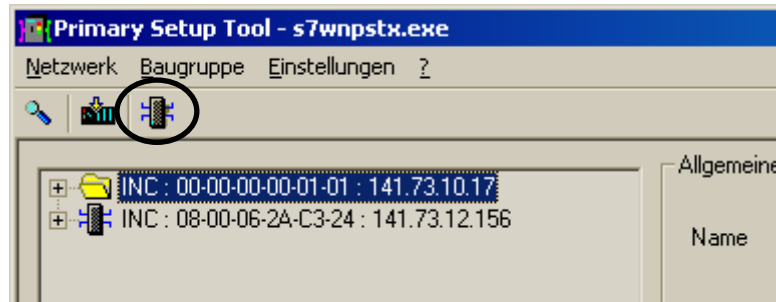 Primary Setup Tool - s7wnpstx.exe
Netzwerk Baugruppe Einstellungen ?
Allgemeine
INC : 00-00-00-00-01-01 : 141.73.10.17
INC : 08-00-06-2A-C3-24 : 141.73.12.156
Name